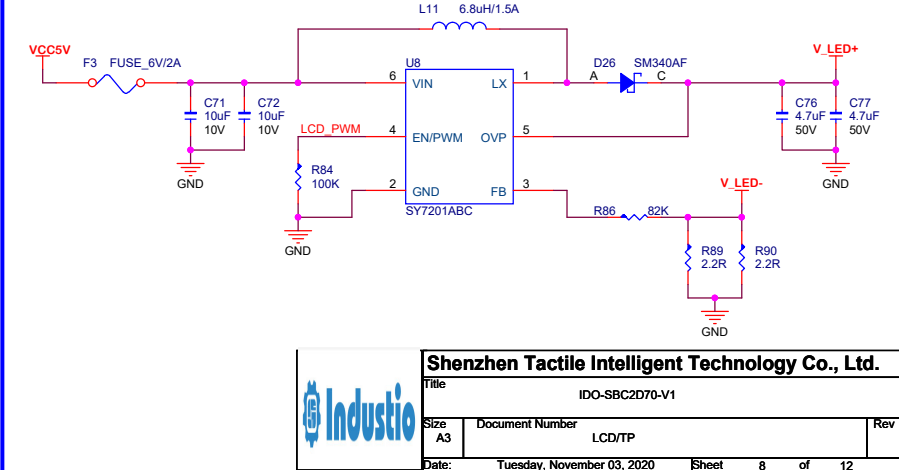 L11 6.8uH/1.5A
VCC5V
F3 FUSE_6V/2A
U8
D26 SM340AF
V_LED+
6 VIN LX 1
A C
C71
10uF
10V
C72
10uF
10V
C76
4.7uF
50V
C77
4.7uF
50V
LCD_PWM 4 EN/PWM OVP 5
R84
100K
GND
2 GND FB 3
SY7201ABC
V_LED-
GND
R86 82K
GND
R89
2.2R
R90
2.2R
GND
Industio
Shenzhen Tactile Intelligent Technology Co., Ltd.
Title
IDO-SBC2D70-V1
Size
A3
Document Number
LCD/TP
Rev
Date: Tuesday, November 03, 2020 Sheet 8 of 12